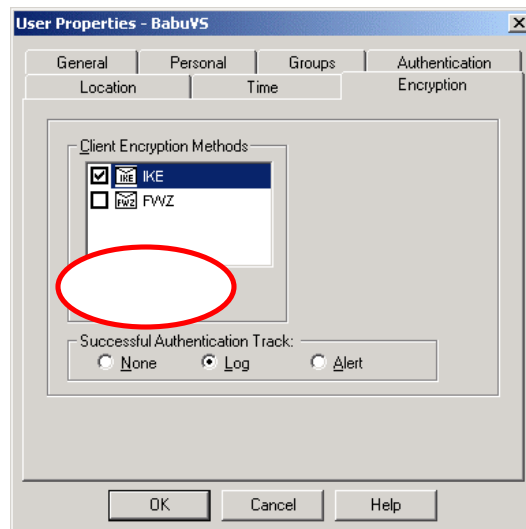 User Properties - BabuVS
General Personal Groups Authentication
Location Time Encryption
Client Encryption Methods
IKE IKE
FWZ FWZ
Successful Authentication Track:
None Log Alert
OK Cancel Help